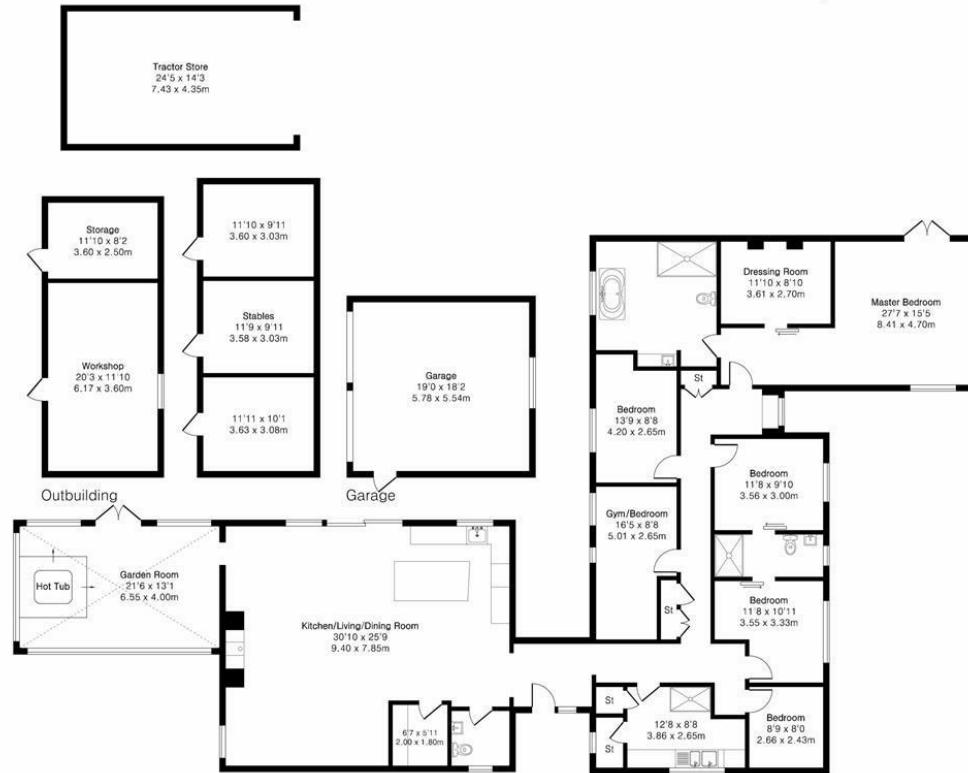 Tractor Store
24'5 x 14'3
7.43 x 4.35m
Storage
11'10 x 8'2
3.60 x 2.50m
Workshop
20'3 x 11'10
6.17 x 3.60m
11'10 x 9'11
3.60 x 3.03m
Stables
11'9 x 9'11
3.58 x 3.03m
11'11 x 10'1
3.63 x 3.08m
Outbuilding
Garage
19'0 x 18'2
5.78 x 5.54m
Garage
Dressing Room
11'10 x 8'10
3.61 x 2.70m
Master Bedroom
27'7 x 15'5
8.41 x 4.70m
St
Bedroom
13'9 x 8'8
4.20 x 2.65m
Bedroom
11'8 x 9'10
3.56 x 3.00m
Gym/Bedroom
16'5 x 8'8
5.01 x 2.65m
St
Bedroom
11'8 x 10'11
3.55 x 3.33m
Hot Tub
Garden Room
21'6 x 13'1
6.55 x 4.00m
Kitchen/Living/Dining Room
30'10 x 25'9
9.40 x 7.85m
6'7 x 5'11
2.00 x 1.80m
St
St
12'8 x 8'8
3.86 x 2.65m
Bedroom
8'9 x 8'0
2.66 x 2.43m